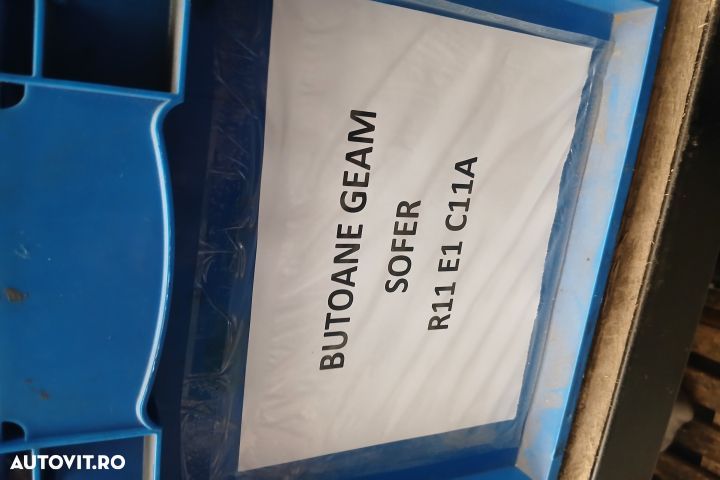 BUTOANE GEAM
SOFER
R11 E1 C11A
AUTOVIT.RO